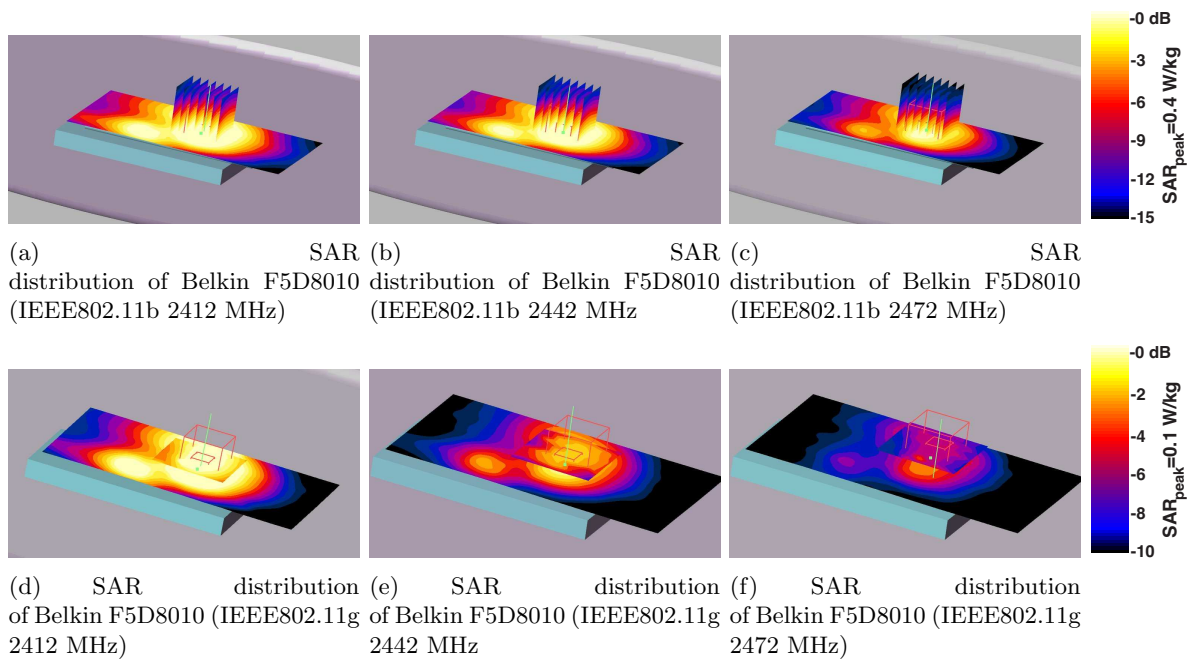 -0 dB
-3
-6
-9
-12
-15
SARpeak=0.4 W/kg
(a) SAR
distribution of Belkin F5D8010
(IEEE802.11b 2412 MHz)
(b) SAR
distribution of Belkin F5D8010
(IEEE802.11b 2442 MHz
(c) SAR
distribution of Belkin F5D8010
(IEEE802.11b 2472 MHz)
-0 dB
-2
-4
-6
-8
-10
SARpeak=0.1 W/kg
(d) SAR distribution
of Belkin F5D8010 (IEEE802.11g
2412 MHz)
(e) SAR distribution
of Belkin F5D8010 (IEEE802.11g
2442 MHz
(f) SAR distribution
of Belkin F5D8010 (IEEE802.11g
2472 MHz)